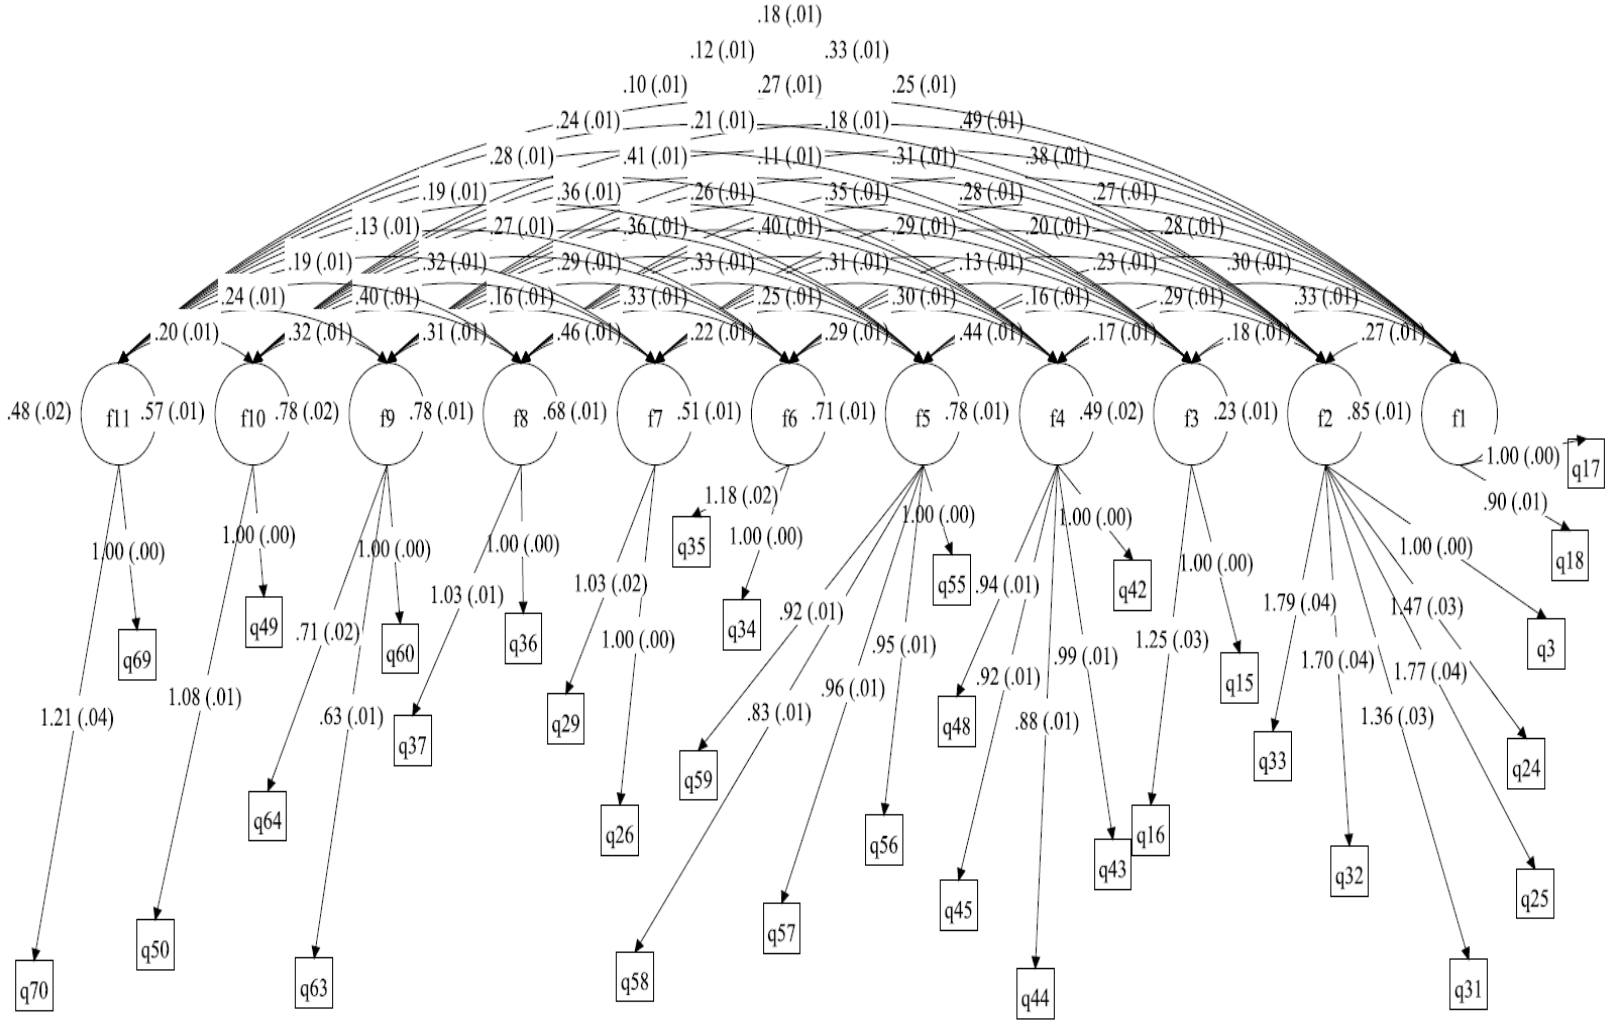 .18 (.01)
.12 (.01) .33 (.01)
.10 (.01) .27 (.01) .25 (.01)
.24 (.01) .21 (.01) .18 (.01) .49 (.01)
.28 (.01) .41 (.01) .11 (.01) .31 (.01) .38 (.01)
.19 (.01) .36 (.01) .26 (.01) .35 (.01) .28 (.01) .27 (.01)
.13 (.01) .27 (.01) .36 (.01) .40 (.01) .29 (.01) .20 (.01) .28 (.01)
.19 (.01) .32 (.01) .29 (.01) .33 (.01) .31 (.01) .13 (.01) .23 (.01) .30 (.01)
.24 (.01) .40 (.01) .16 (.01) .33 (.01) .25 (.01) .30 (.01) .16 (.01) .29 (.01) .33 (.01)
.20 (.01) .32 (.01) .31 (.01) .46 (.01) .22 (.01) .29 (.01) .44 (.01) .17 (.01) .18 (.01) .27 (.01)
.48 (.02) f11 .57 (.01) f10 .78 (.02) f9 .78 (.01) f8 .68 (.01) f7 .51 (.01) f6 .71 (.01) f5 .78 (.01) f4 .49 (.02) f3 .23 (.01) f2 .85 (.01) f1
1.00 (.00) q17
1.18 (.02) .90 (.01)
1.00 (.00) 1.00 (.00)
1.00 (.00) 1.00 (.00) 1.00 (.00) 1.00 (.00) q35 1.00 (.00) 1.00 (.00) 1.00 (.00) q18
1.03 (.01) 1.03 (.02) .92 (.01) q55 .94 (.01) q42 1.79 (.04) 1.47 (.03)
q69 q49 .71 (.02) q60 q36 1.00 (.00) q34 .95 (.01) .99 (.01) 1.25 (.03) 1.70 (.04) q3
1.21 (.04) 1.08 (.01) .63 (.01) q37 q29 .83 (.01) .96 (.01) .92 (.01) .88 (.01) q15 1.36 (.03) 1.77 (.04)
q59 q48 q33 q24
q64 q26 q56 q43 q16 q32
q50 q57 q45 q25
q70 q63 q58 q44 q31